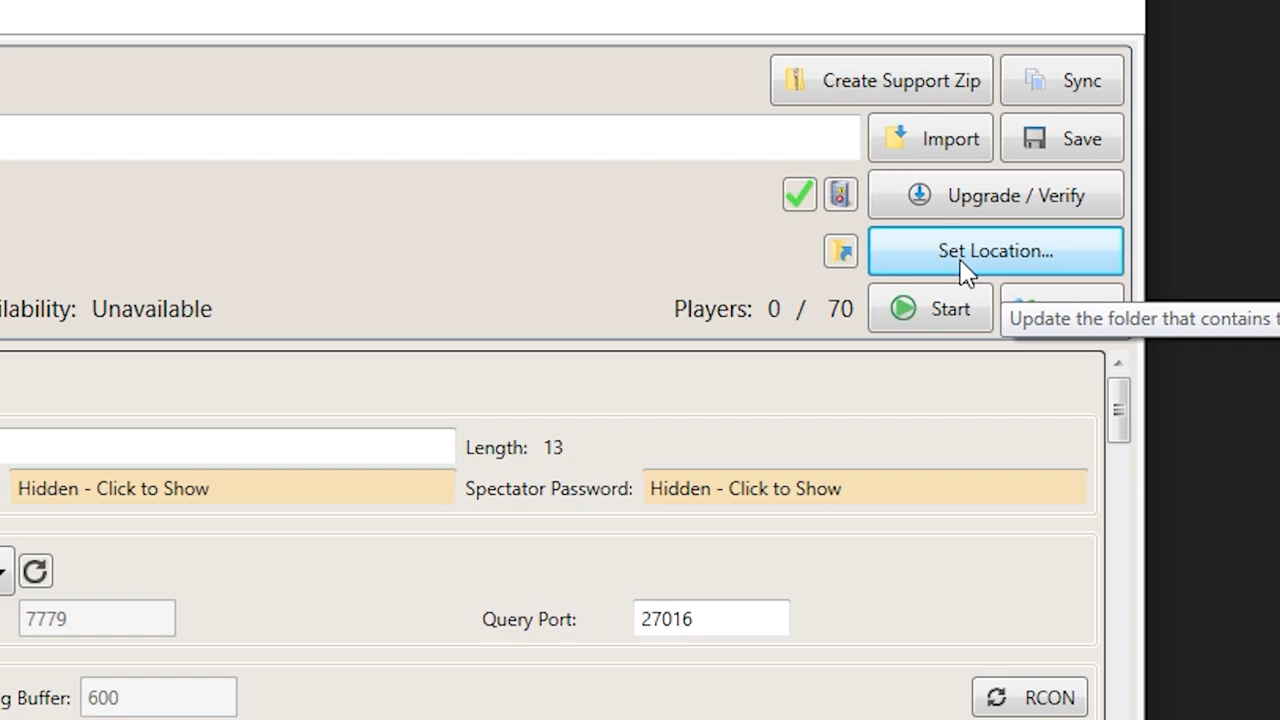 Create Support Zip Sync
Import Save
Upgrade / Verify
Set Location...
ilability: Unavailable Players: 0 / 70 Start
Update the folder that contains t
Length: 13
Hidden - Click to Show Spectator Password: Hidden - Click to Show
7779 Query Port: 27016
g Buffer: 600 RCON